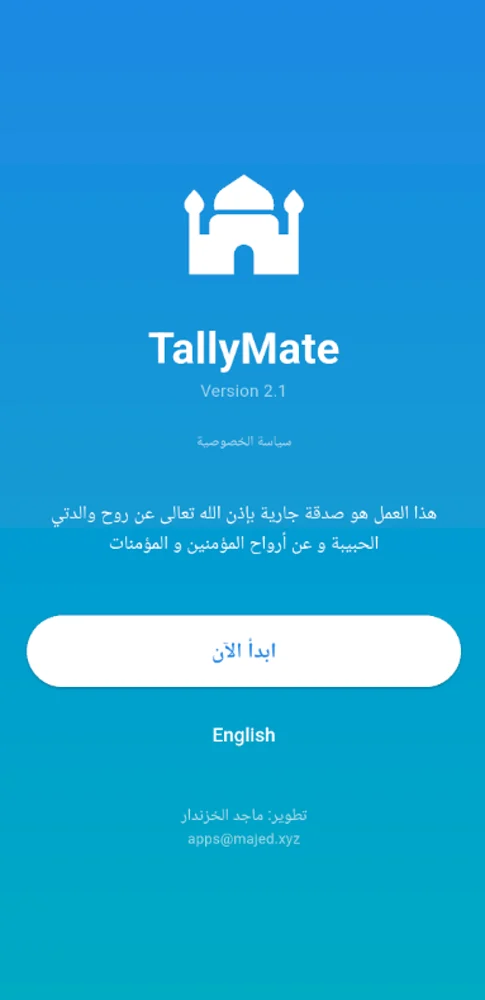 TallyMate
Version 2.1
سياسة الخصوصية
هذا العمل هو صدقة جارية بإذن الله تعالى عن روح والدتي
الحبيبة و عن أرواح المؤمنين و المؤمنات
ابدأ الآن
English
تطوير: ماجد الخزندار
apps@majed.xyz